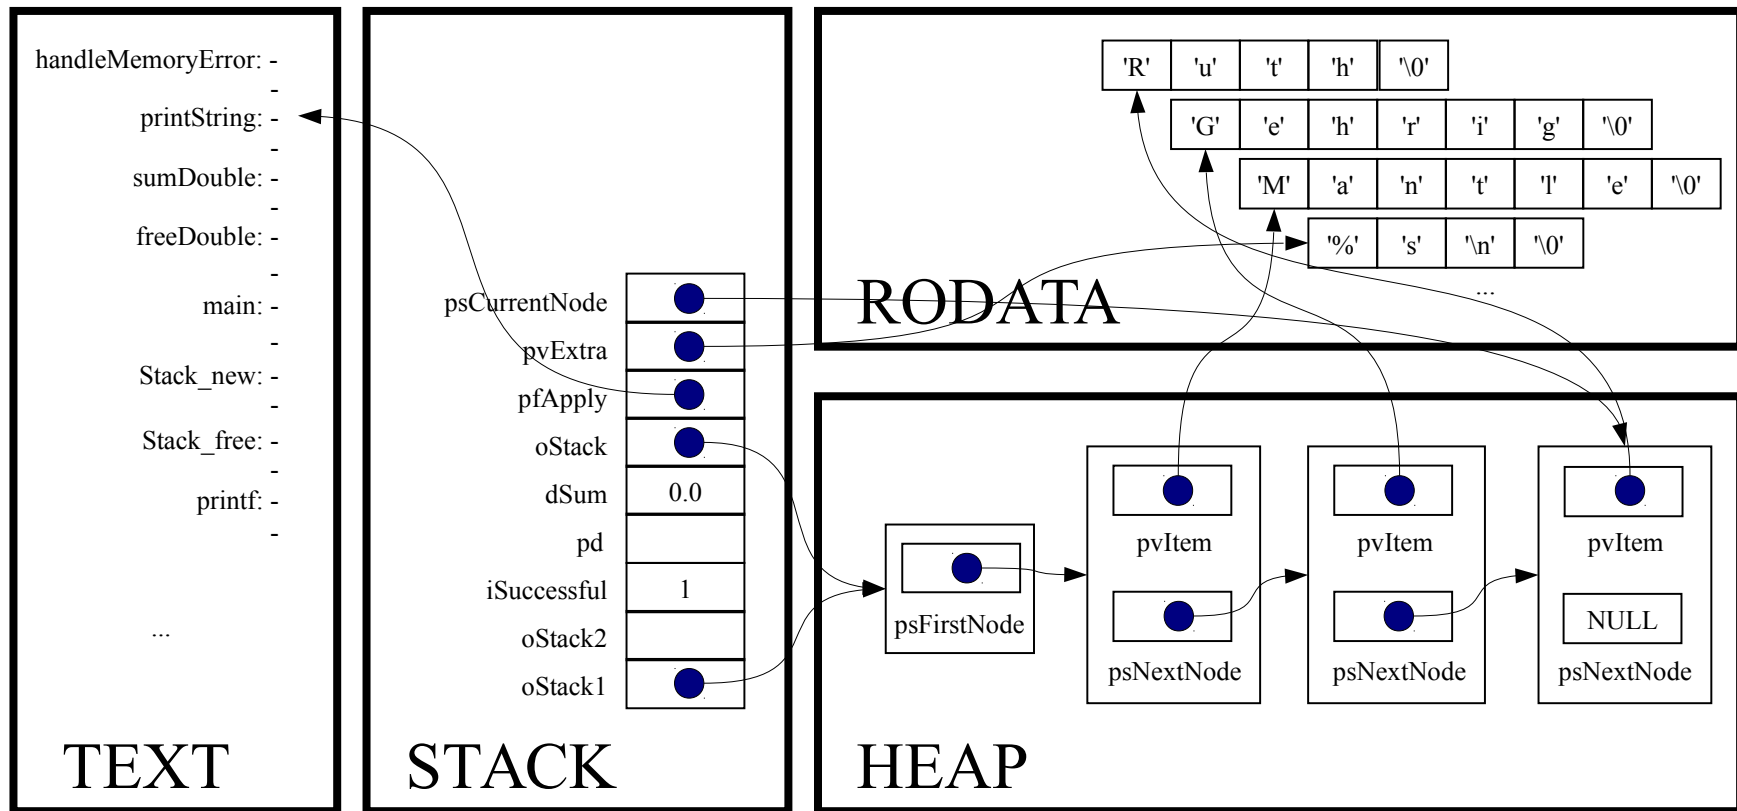 handleMemoryError: -
-
printString: -
-
sumDouble: -
-
freeDouble: -
-
main: -
-
Stack_new: -
-
Stack_free: -
-
printf: -
-
...
TEXT
psCurrentNode
pvExtra
pfApply
oStack
dSum 0.0
pd
iSuccessful 1
oStack2
oStack1
STACK
'R' 'u' 't' 'h' '\0'
'G' 'e' 'h' 'r' 'i' 'g' '\0'
'M' 'a' 'n' 't' 'l' 'e' '\0'
'%' 's' '\n' '\0'
...
RODATA
psFirstNode
pvItem
psNextNode
pvItem
psNextNode
pvItem
NULL
psNextNode
HEAP